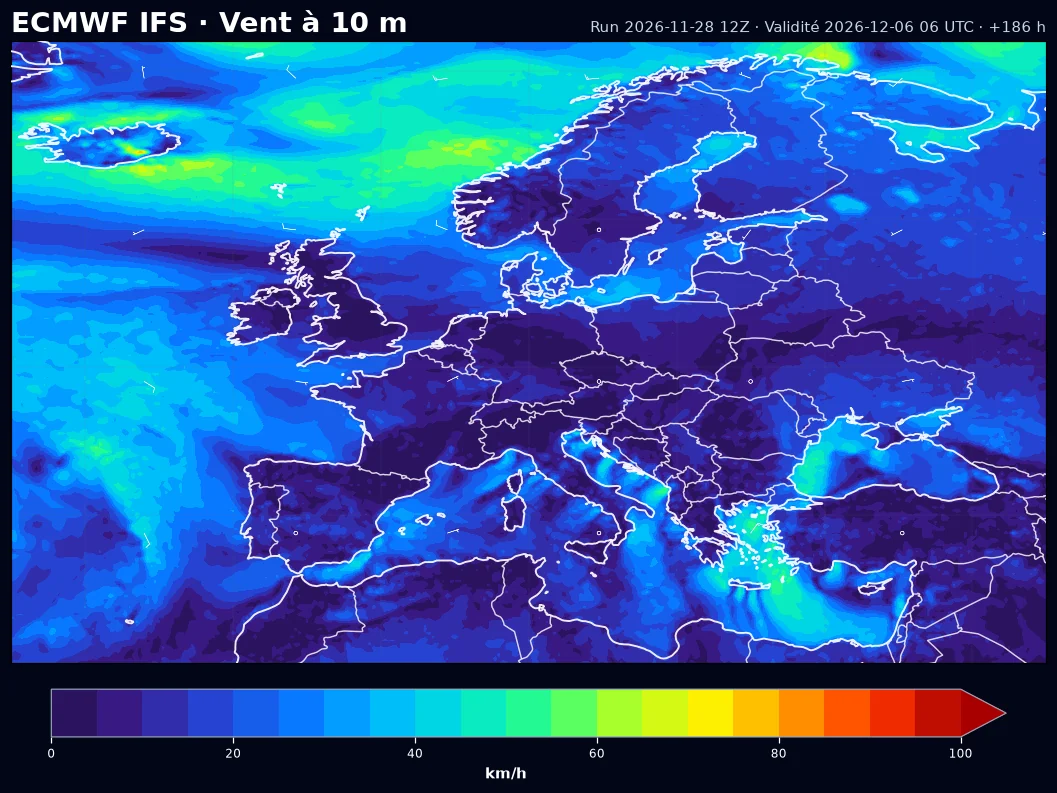 ECMWF IFS · Vent à 10 m
Run 2026-11-28 12Z · Validité 2026-12-06 06 UTC · +186 h
0 20 40 60 80 100
km/h